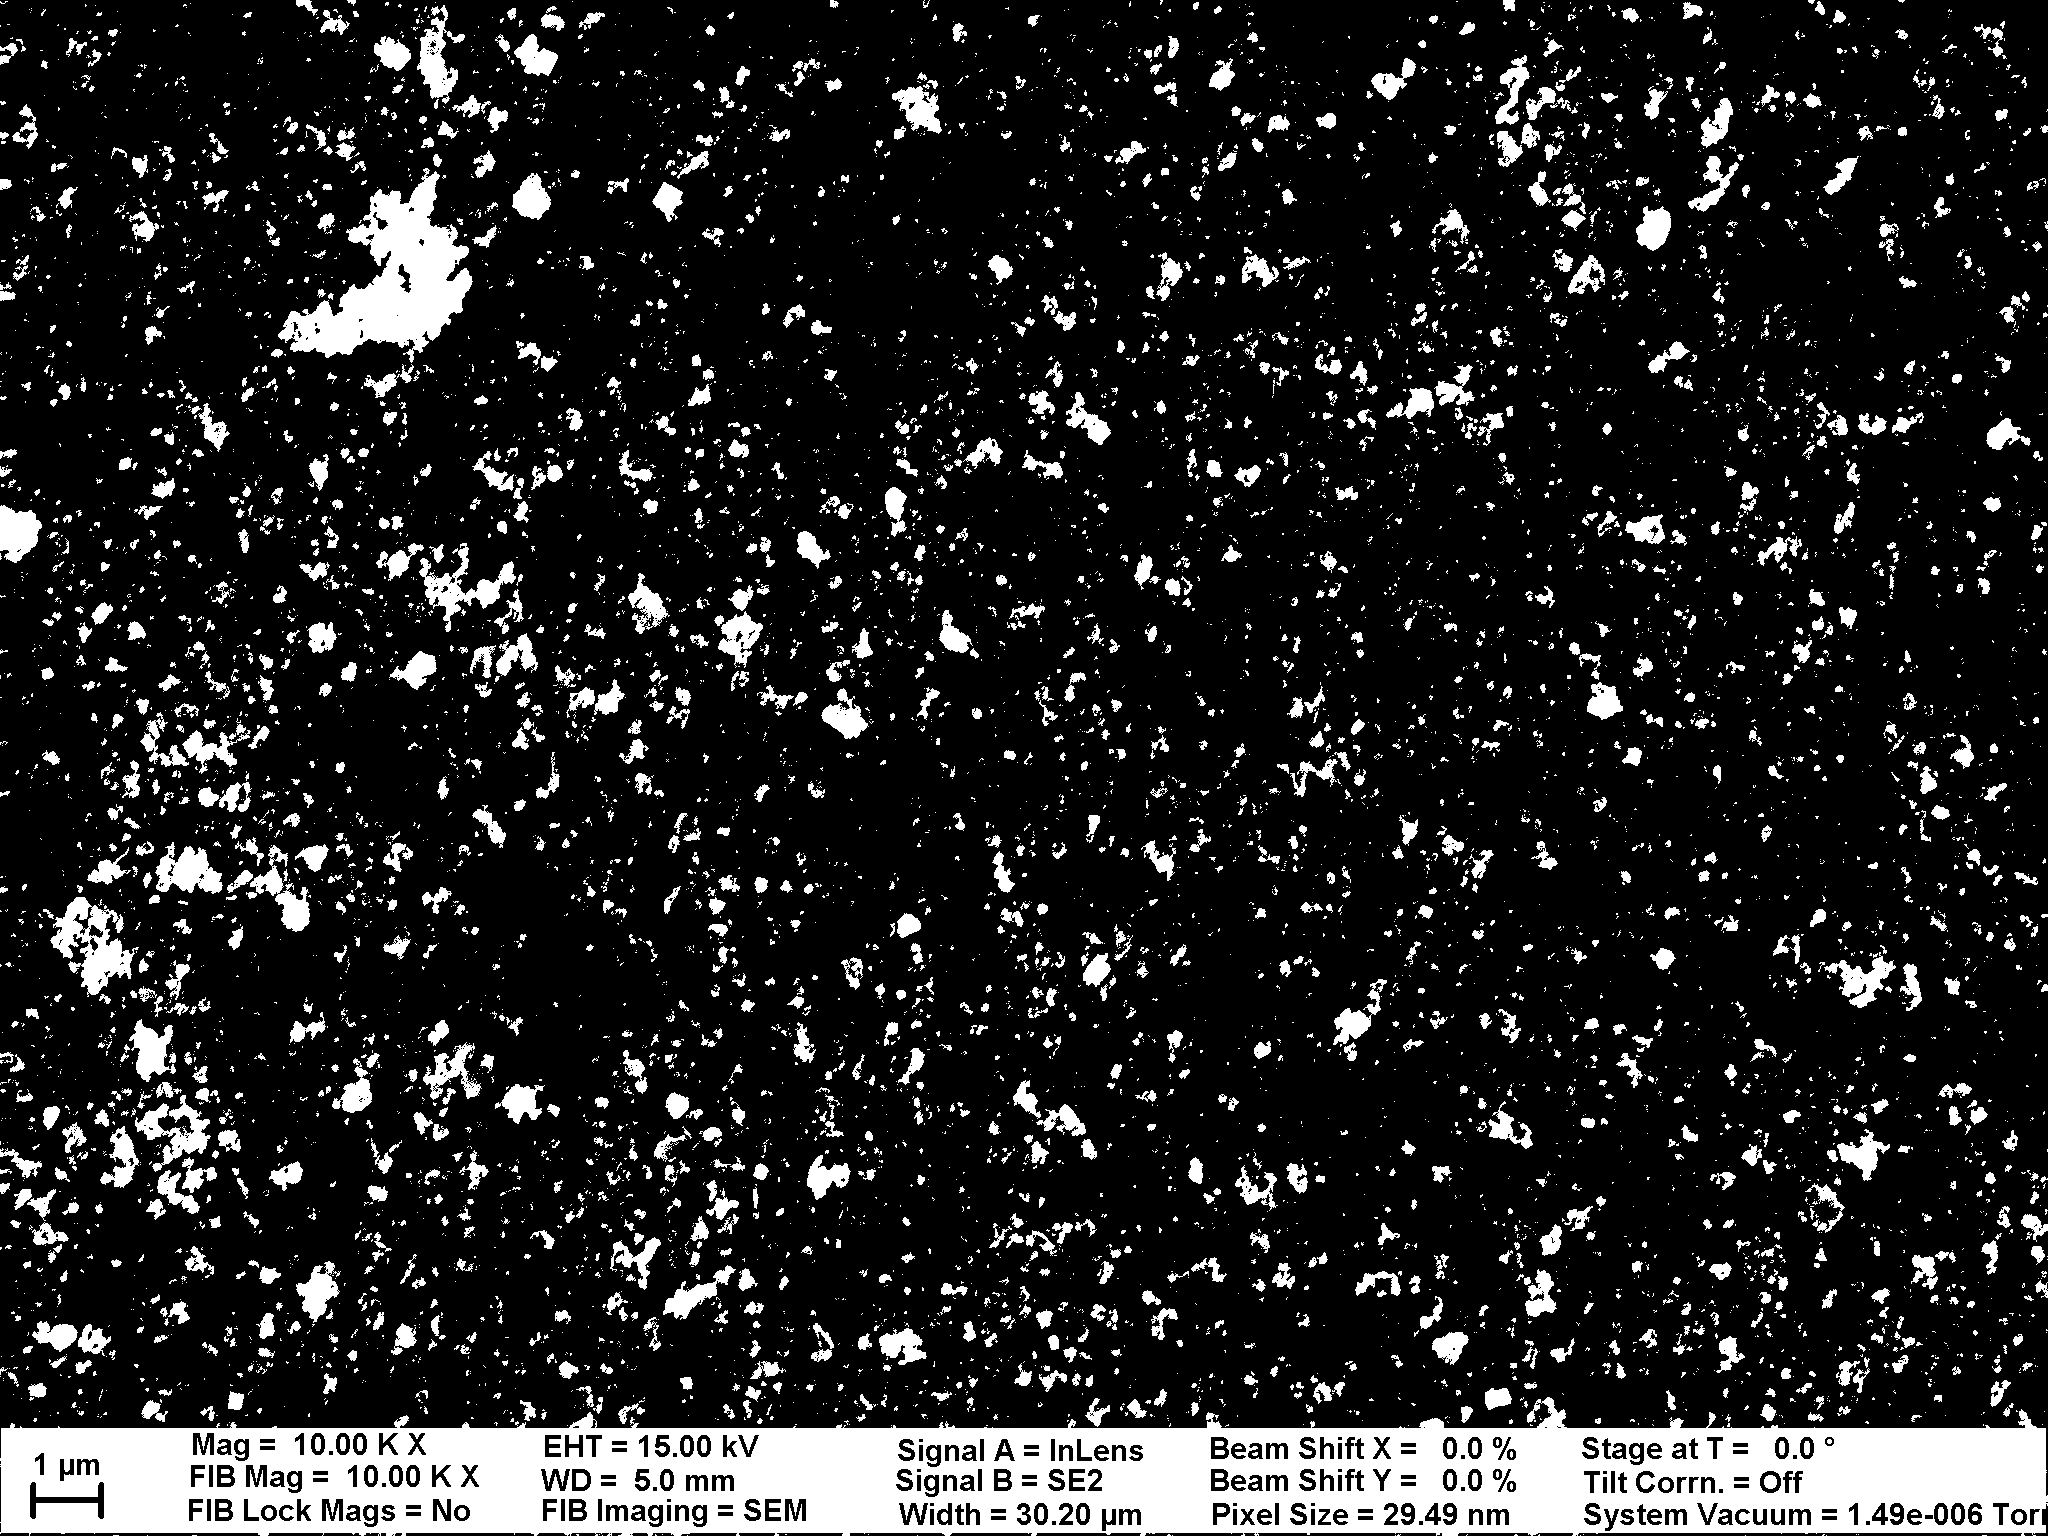 1 µm
Mag = 10.00 K X
FIB Mag = 10.00 K X
FIB Lock Mags = No
EHT = 15.00 kV
WD = 5.0 mm
FIB Imaging = SEM
Signal A = InLens
Signal B = SE2
Width = 30.20 µm
Beam Shift X = 0.0 %
Beam Shift Y = 0.0 %
Pixel Size = 29.49 nm
Stage at T = 0.0 °
Tilt Corrn. = Off
System Vacuum = 1.49e-006 Torr